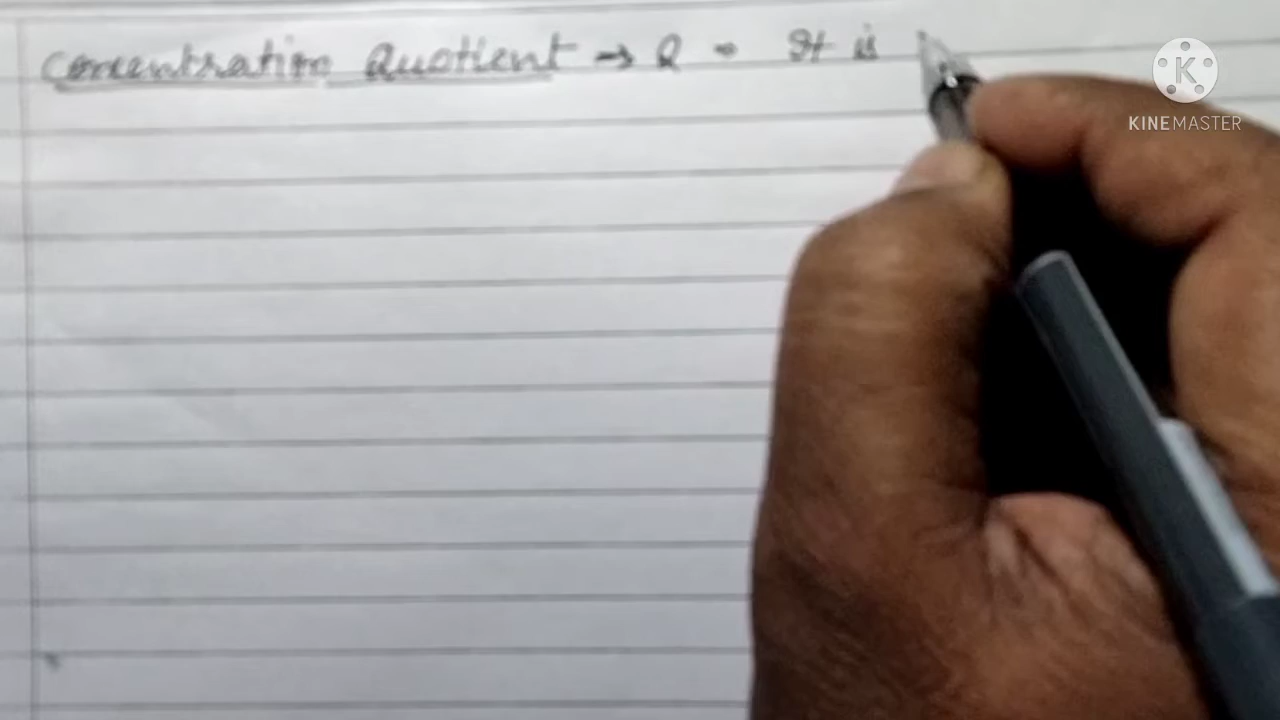 Concentration Quotient → Q = It is
K
KINEMASTER